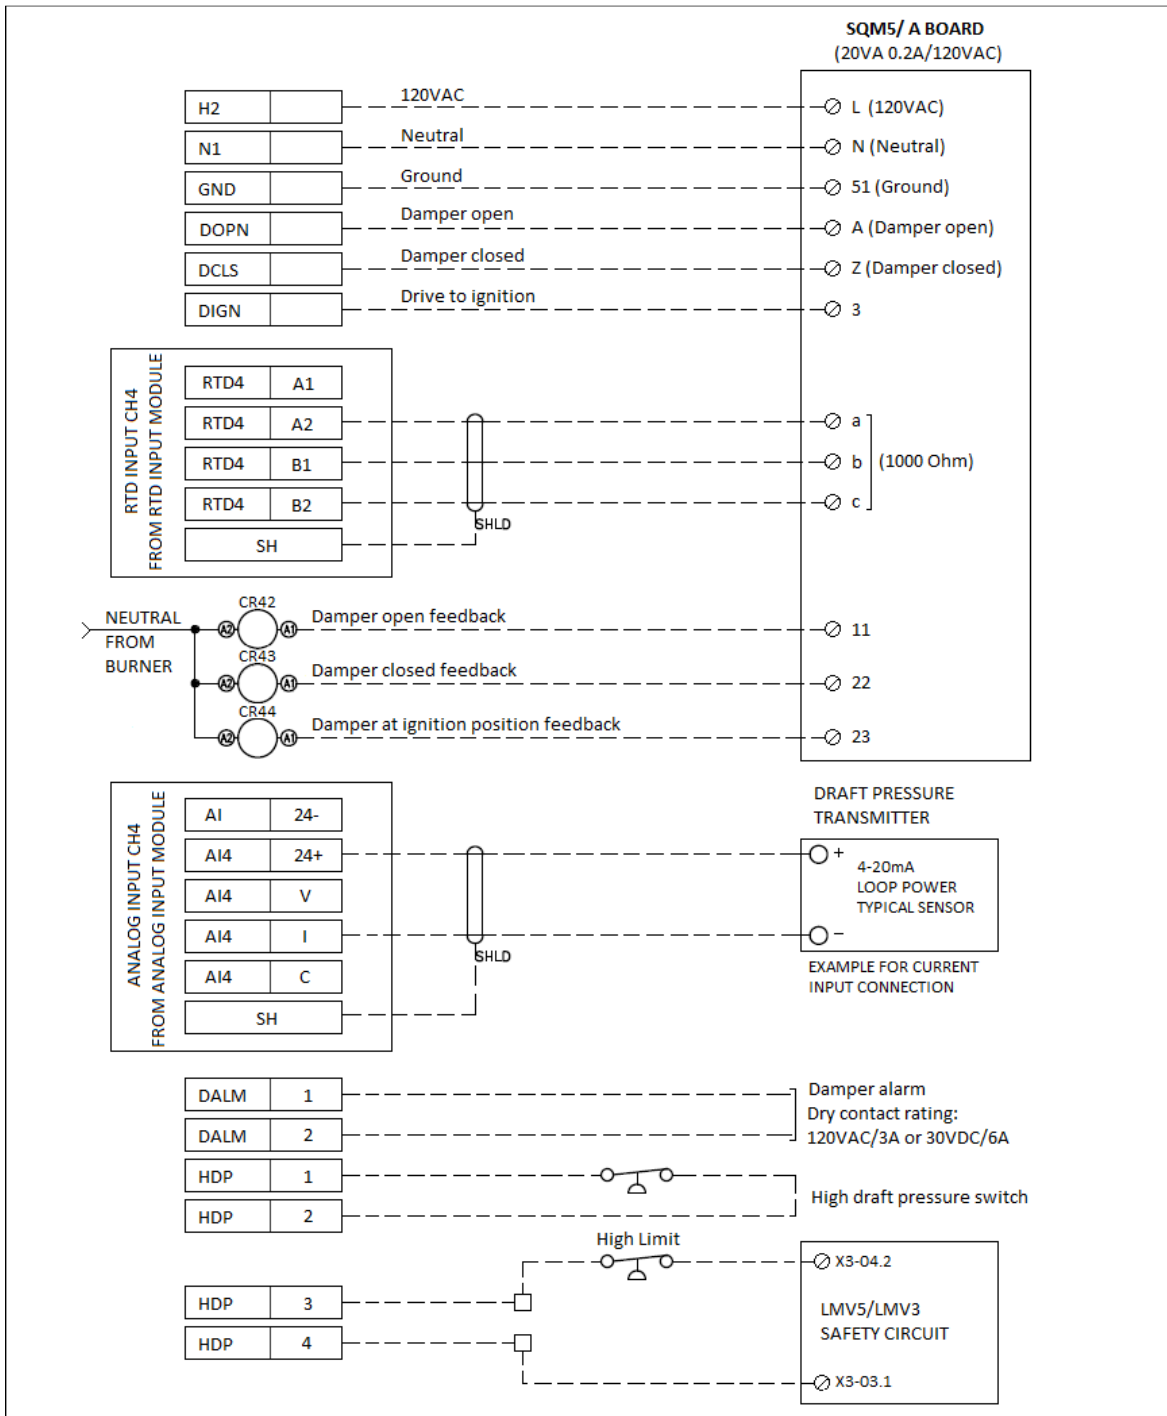 SQM5/ A BOARD
(20VA 0.2A/120VAC)
H2
120VAC
L (120VAC)
N1
Neutral
N (Neutral)
GND
Ground
51 (Ground)
DOPN
Damper open
A (Damper open)
DCLS
Damper closed
Z (Damper closed)
DIGN
Drive to ignition
3
RTD INPUT CH4
FROM RTD INPUT MODULE
RTD4 A1
RTD4 A2
a
RTD4 B1
b
(1000 Ohm)
RTD4 B2
c
SHLD
SH
NEUTRAL
FROM
BURNER
CR42
A2 A1
Damper open feedback
11
CR43
A2 A1
Damper closed feedback
22
CR44
A2 A1
Damper at ignition position feedback
23
ANALOG INPUT CH4
FROM ANALOG INPUT MODULE
AI 24-
AI4 24+
AI4 V
AI4 I
AI4 C
SH
SHLD
DRAFT PRESSURE
TRANSMITTER
+
4-20mA
LOOP POWER
TYPICAL SENSOR
−
EXAMPLE FOR CURRENT
INPUT CONNECTION
DALM 1
DALM 2
Damper alarm
Dry contact rating:
120VAC/3A or 30VDC/6A
HDP 1
HDP 2
High draft pressure switch
High Limit
X3-04.2
HDP 3
HDP 4
LMV5/LMV3
SAFETY CIRCUIT
X3-03.1